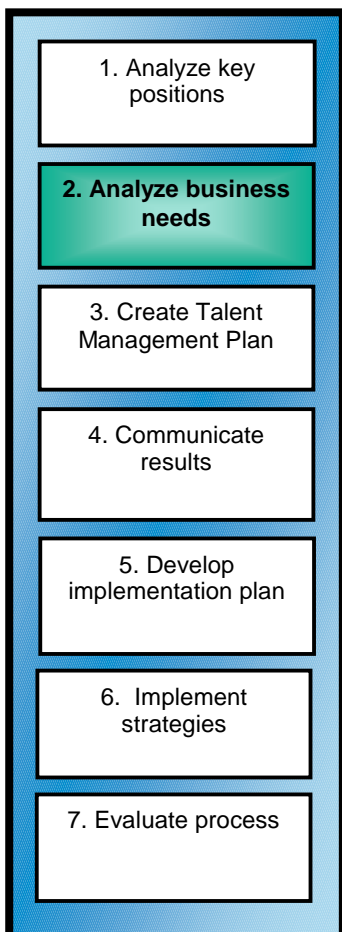 1. Analyze key
positions
2. Analyze business
needs
3. Create Talent
Management Plan
4. Communicate
results
5. Develop
implementation plan
6. Implement
strategies
7. Evaluate process